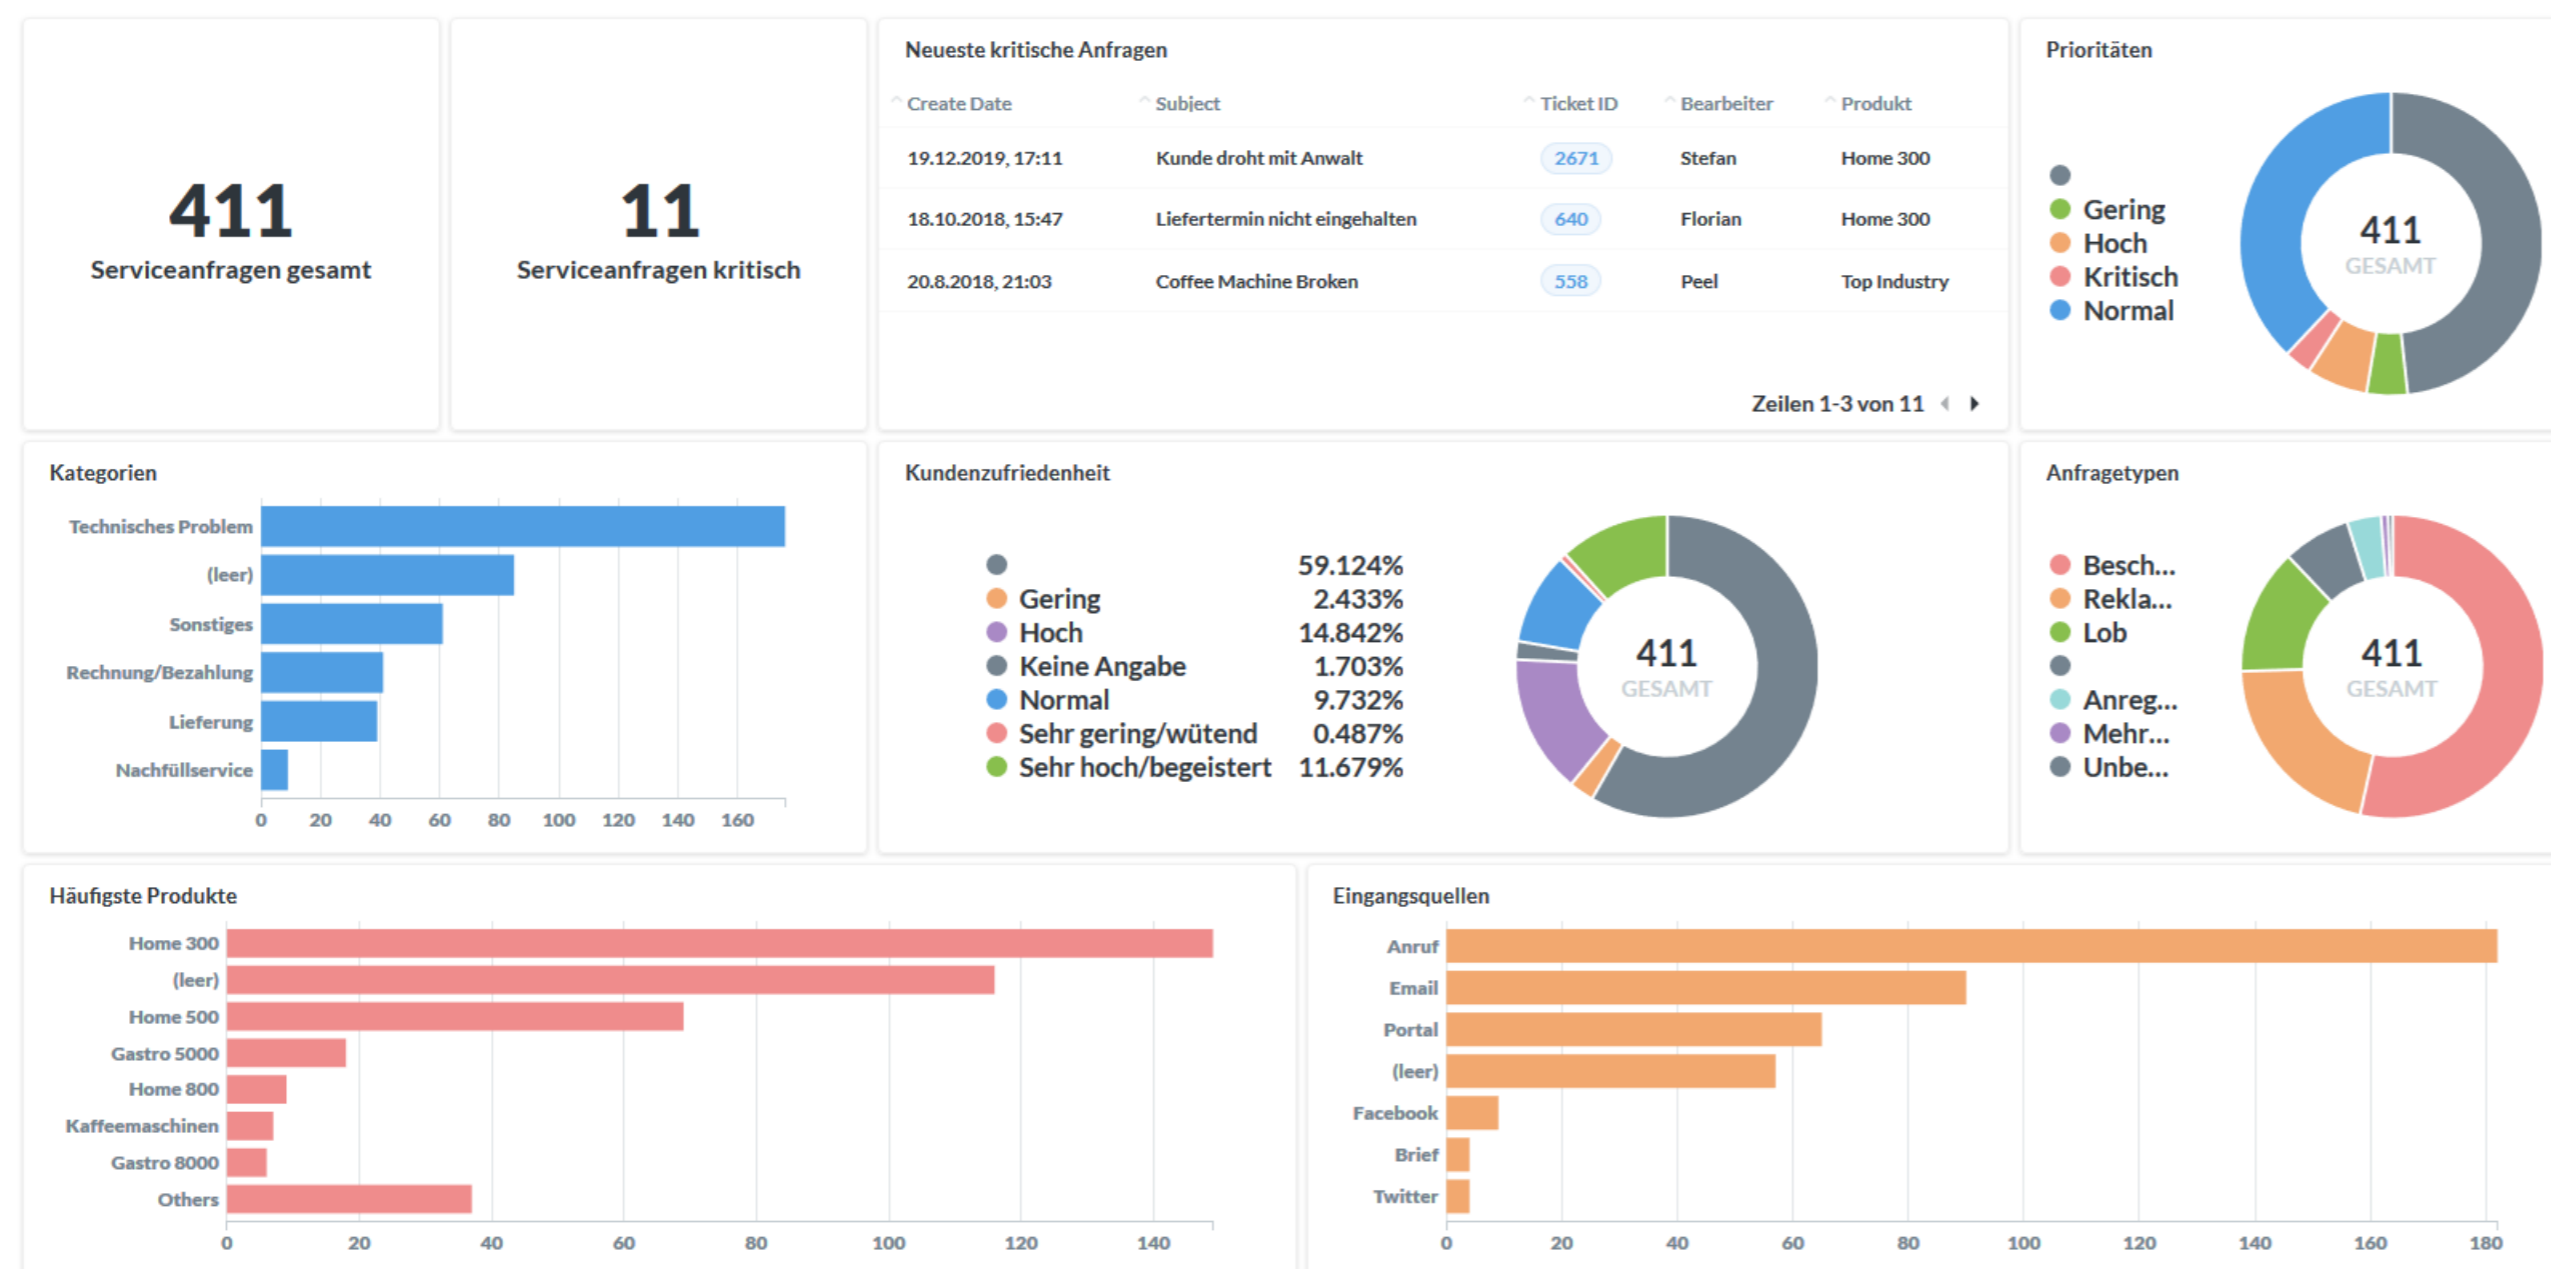 411
Serviceanfragen gesamt
11
Serviceanfragen kritisch
Neueste kritische Anfragen
Create Date Subject Ticket ID Bearbeiter Produkt
19.12.2019, 17:11 Kunde droht mit Anwalt 2671 Stefan Home 300
18.10.2018, 15:47 Liefertermin nicht eingehalten 640 Florian Home 300
20.8.2018, 21:03 Coffee Machine Broken 558 Peel Top Industry
Zeilen 1-3 von 11
Prioritäten
Gering
Hoch
Kritisch
Normal
411
GESAMT
Kategorien
Technisches Problem
(leer)
Sonstiges
Rechnung/Bezahlung
Lieferung
Nachfüllservice
0 20 40 60 80 100 120 140 160
Kundenzufriedenheit
59.124%
Gering 2.433%
Hoch 14.842%
Keine Angabe 1.703%
Normal 9.732%
Sehr gering/wütend 0.487%
Sehr hoch/begeistert 11.679%
411
GESAMT
Anfragetypen
Besch...
Rekla...
Lob
Anreg...
Mehr...
Unbe...
411
GESAMT
Häufigste Produkte
Home 300
(leer)
Home 500
Gastro 5000
Home 800
Kaffeemaschinen
Gastro 8000
Others
0 20 40 60 80 100 120 140
Eingangsquellen
Anruf
Email
Portal
(leer)
Facebook
Brief
Twitter
0 20 40 60 80 100 120 140 160 180